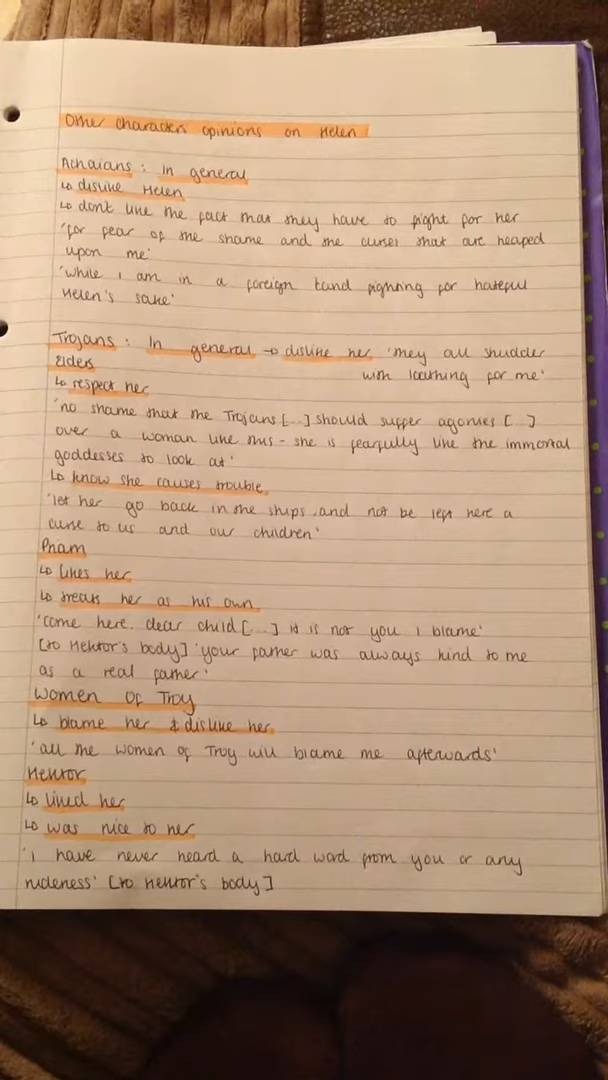 Other characters opinions on Helen
Achaians : in general
↳ dislike Helen
↳ dont like the fact that they have to fight for her
'for fear of the shame and the curses that are heaped
upon me'
'while I am in a foreign land fighting for hateful
Helen's sake'
Trojans : In general → dislike her 'they all shudder
with loathing for me'
Elders
↳ respect her
'no shame that the Trojans [...] should suffer agonies [ ]
over a woman like this - she is fearfully like the immortal
goddesses to look at'
↳ know she causes trouble,
'let her go back in the ships, and not be left here a
curse to us and our children'
Priam
↳ likes her
↳ treats her as his own
'come here, dear child [...] it is not you I blame'
[to Hektor's body] 'your father was always kind to me
as a real father'
Women Of Troy
↳ blame her & dislike her
'all the women of Troy will blame me afterwards'
Hektor
↳ liked her
↳ was nice to her
'I have never heard a hard word from you or any
rudeness' [to Hektor's body]